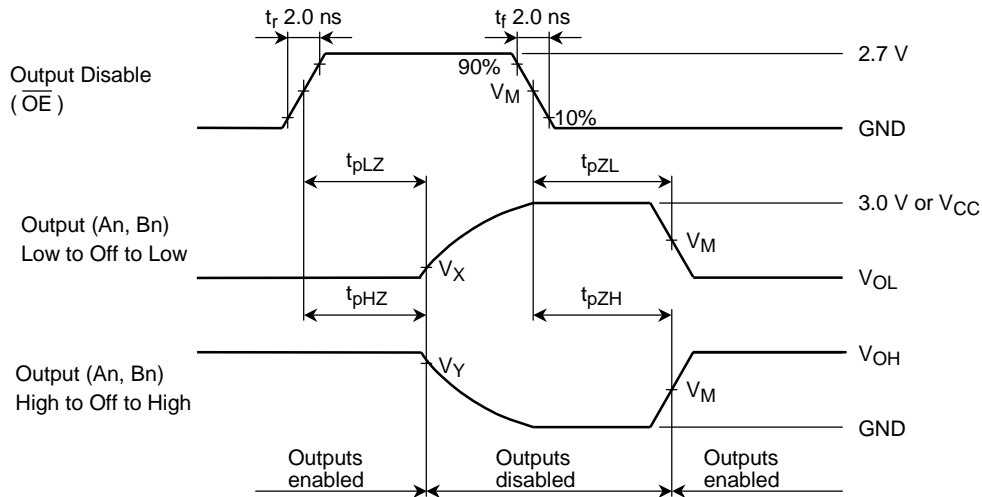 tr 2.0 ns
tf 2.0 ns
Output Disable
( OE )
90%
VM
10%
2.7 V
GND
tpLZ
tpZL
Output (An, Bn)
Low to Off to Low
VX
VM
3.0 V or VCC
VOL
tpHZ
tpZH
Output (An, Bn)
High to Off to High
VY
VM
VOH
GND
Outputs
enabled
Outputs
disabled
Outputs
enabled